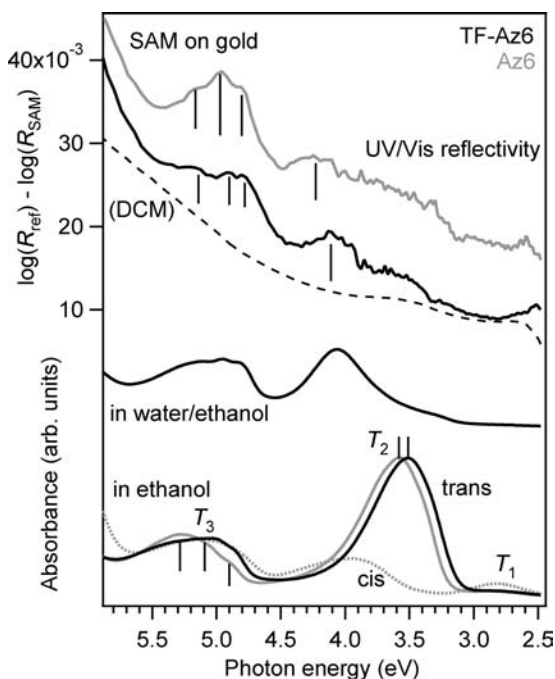 SAM on gold
TF-Az6
Az6
40x10⁻³
30
20
10
log(R_ref) - log(R_SAM)
UV/Vis reflectivity
(DCM)
in water/ethanol
Absorbance (arb. units)
in ethanol
T₃
T₂
trans
cis
T₁
5.5 5.0 4.5 4.0 3.5 3.0 2.5
Photon energy (eV)